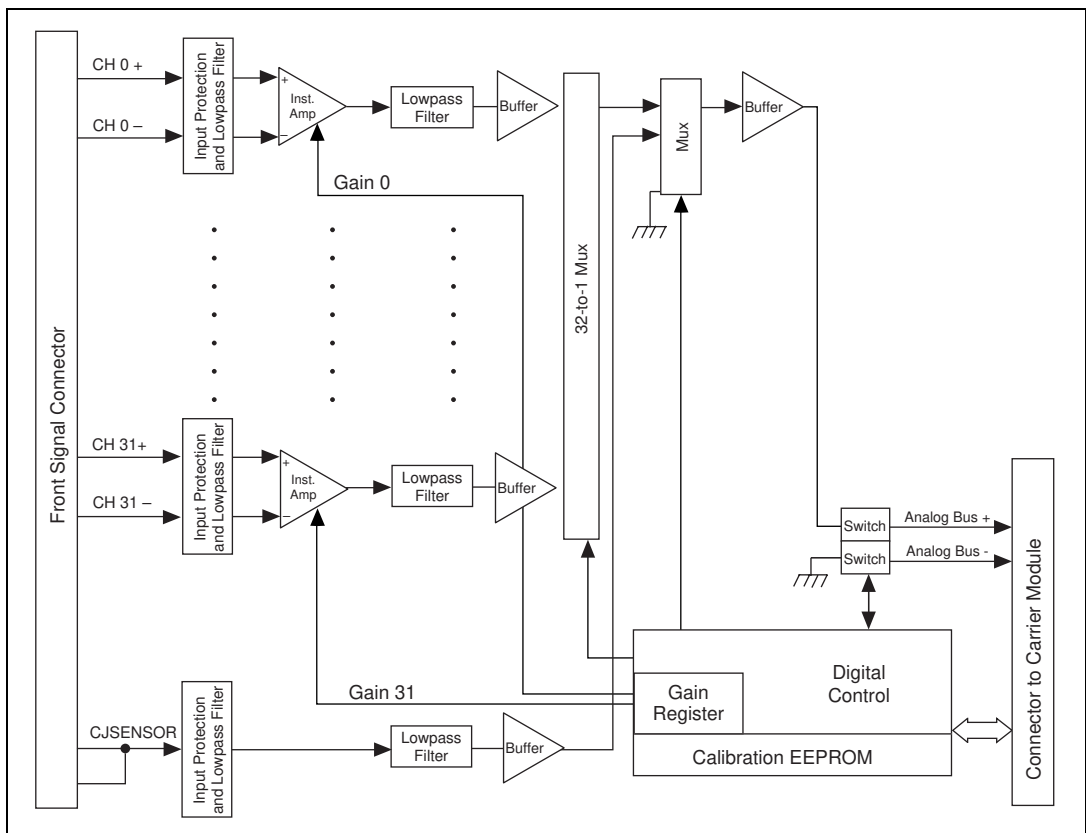 Front Signal Connector
CH 0 +
CH 0 –
Input Protection
and Lowpass Filter
+
–
Inst.
Amp
Lowpass
Filter
Buffer
Gain 0
32-to-1 Mux
Mux
Buffer
CH 31+
CH 31 –
Input Protection
and Lowpass Filter
+
–
Inst.
Amp
Lowpass
Filter
Buffer
Switch
Analog Bus +
Switch
Analog Bus -
Connector to Carrier Module
Gain 31
Gain
Register
Digital
Control
Calibration EEPROM
CJSENSOR
Input Protection
and Lowpass Filter
Lowpass
Filter
Buffer